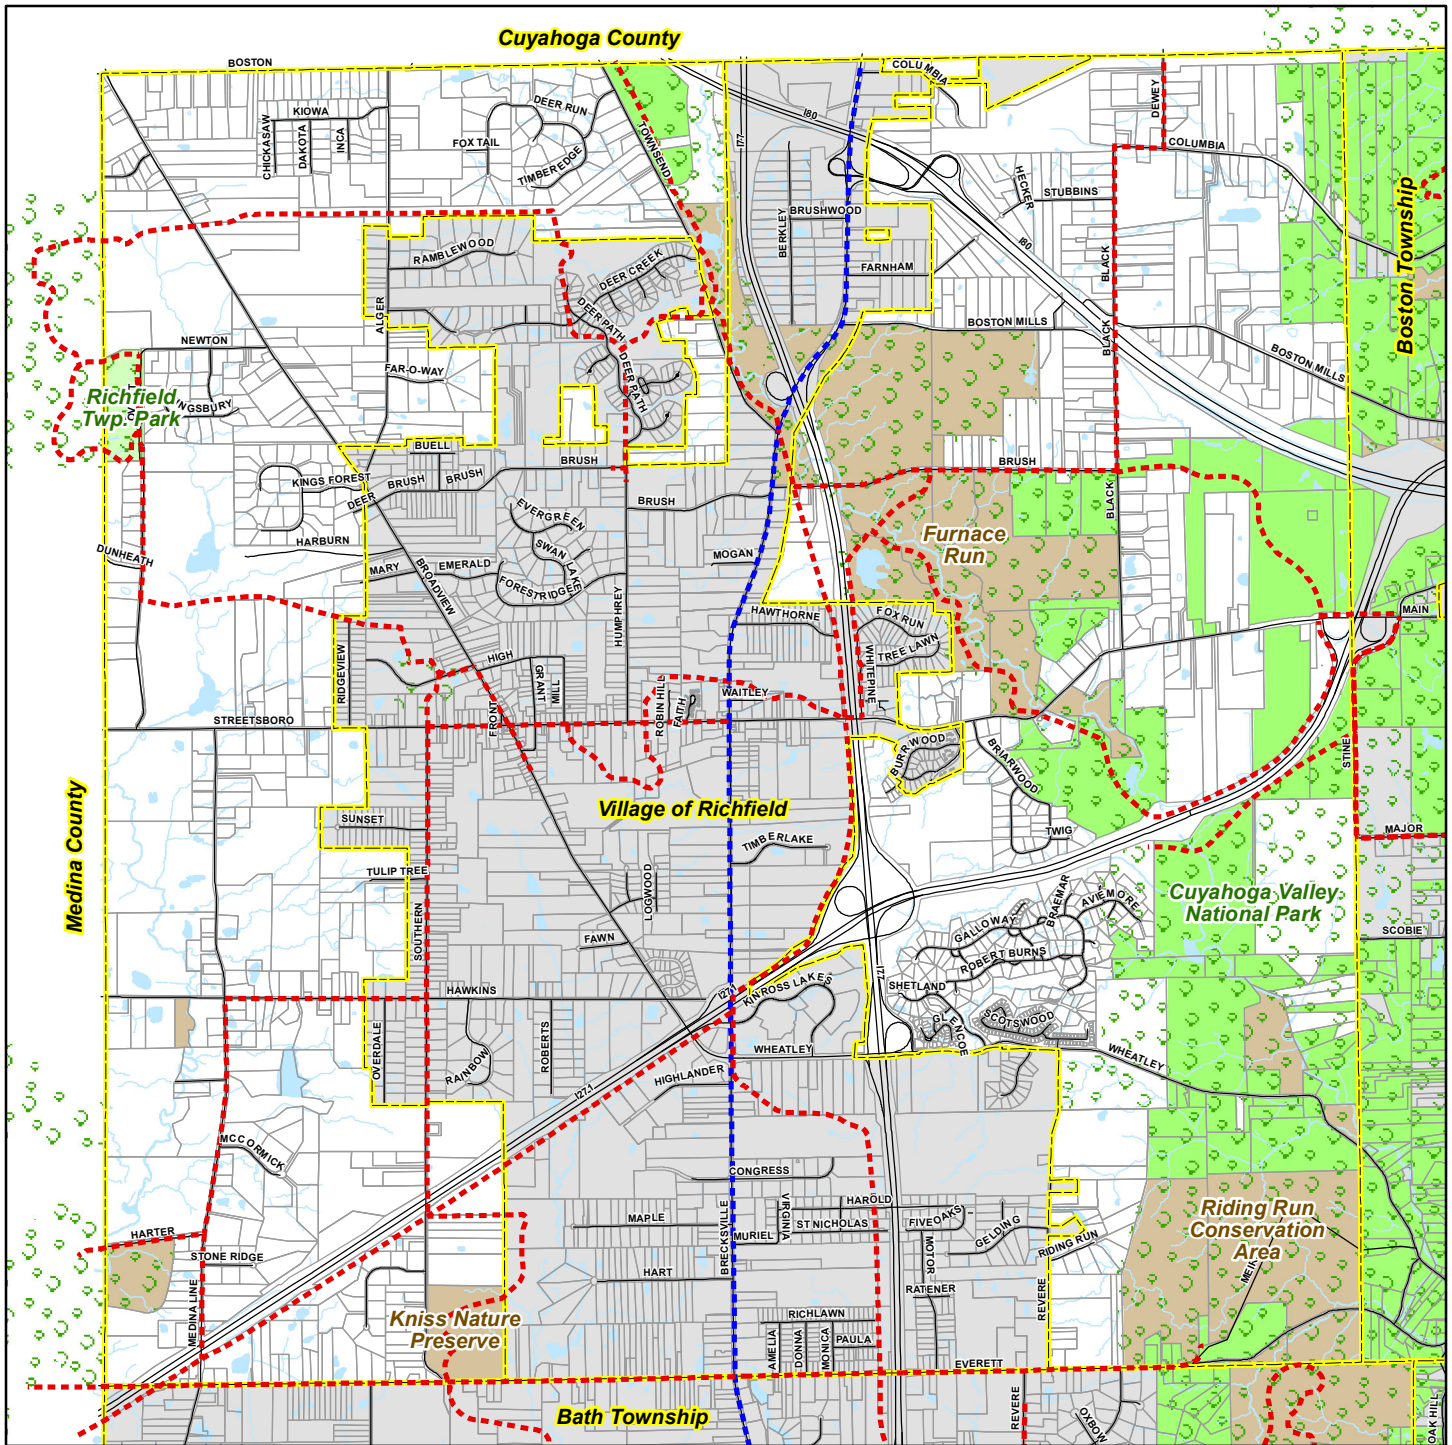 Cuyahoga County
BOSTON
COLUMBIA
KIOWA
DEER RUN
I80
I77
DEWEY
CHICKASAW
DAKOTA
INCA
FOX TAIL
TOWNSEND
COLUMBIA
TIMBEREDGE
HECKER
STUBBINS
Boston Township
BRUSHWOOD
BERKLEY
RAMBLEWOOD
I80
BLACK
DEER CREEK
FARNHAM
ALGER
DEER PATH
BOSTON MILLS
BLACK
NEWTON
BOSTON MILLS
FAR-O-WAY
DEER PATH
Richfield
Twp. Park
BUELL
BRUSH
BRUSH
KINGS FOREST
BRUSH
BRUSH
DEER
BRUSH
BLACK
EVERGREEN
Furnace
Run
HARBURN
SWAN LAKE
DUNHEATH
MOGAN
MARY
EMERALD
BROADVIEW
FORESTRIDGE
HUMPHREY
HAWTHORNE
FOX RUN
MAIN
TREE LAWN
WHITEPINE
HIGH
RIDGEVIEW
GRANT
MILL
ROBIN HILL
FAITH
WAITLEY
STREETSBORO
FRONT
BURR WOOD
BRIARWOOD
STINE
Medina County
Village of Richfield
SUNSET
TWIG
MAJOR
TIMBERLAKE
TULIP TREE
LOGWOOD
Cuyahoga Valley
National Park
BRAEMAR
AVIEMORE
SOUTHERN
GALLOWAY
FAWN
SCOBIE
ROBERT BURNS
HAWKINS
I271
KINROSS LAKES
I271
SHETLAND
GLENCOE
SCOTSWOOD
OVERDALE
RAINBOW
ROBERTS
WHEATLEY
WHEATLEY
HIGHLANDER
I271
MCCORMICK
CONGRESS
HAROLD
VIRGINIA
MAPLE
ST NICHOLAS
FIVE OAKS
GELDING
Riding Run
Conservation
Area
HARTER
MURIEL
STONE RIDGE
BRECKSVILLE
MOTOR
RIDING RUN
HART
RATENER
REVERE
MEDINA LINE
Kniss Nature
Preserve
RICHLAWN
AMELIA
DONNA
MONICA
PAULA
EVERETT
REVERE
Bath Township
OXBOW
OAK HILL